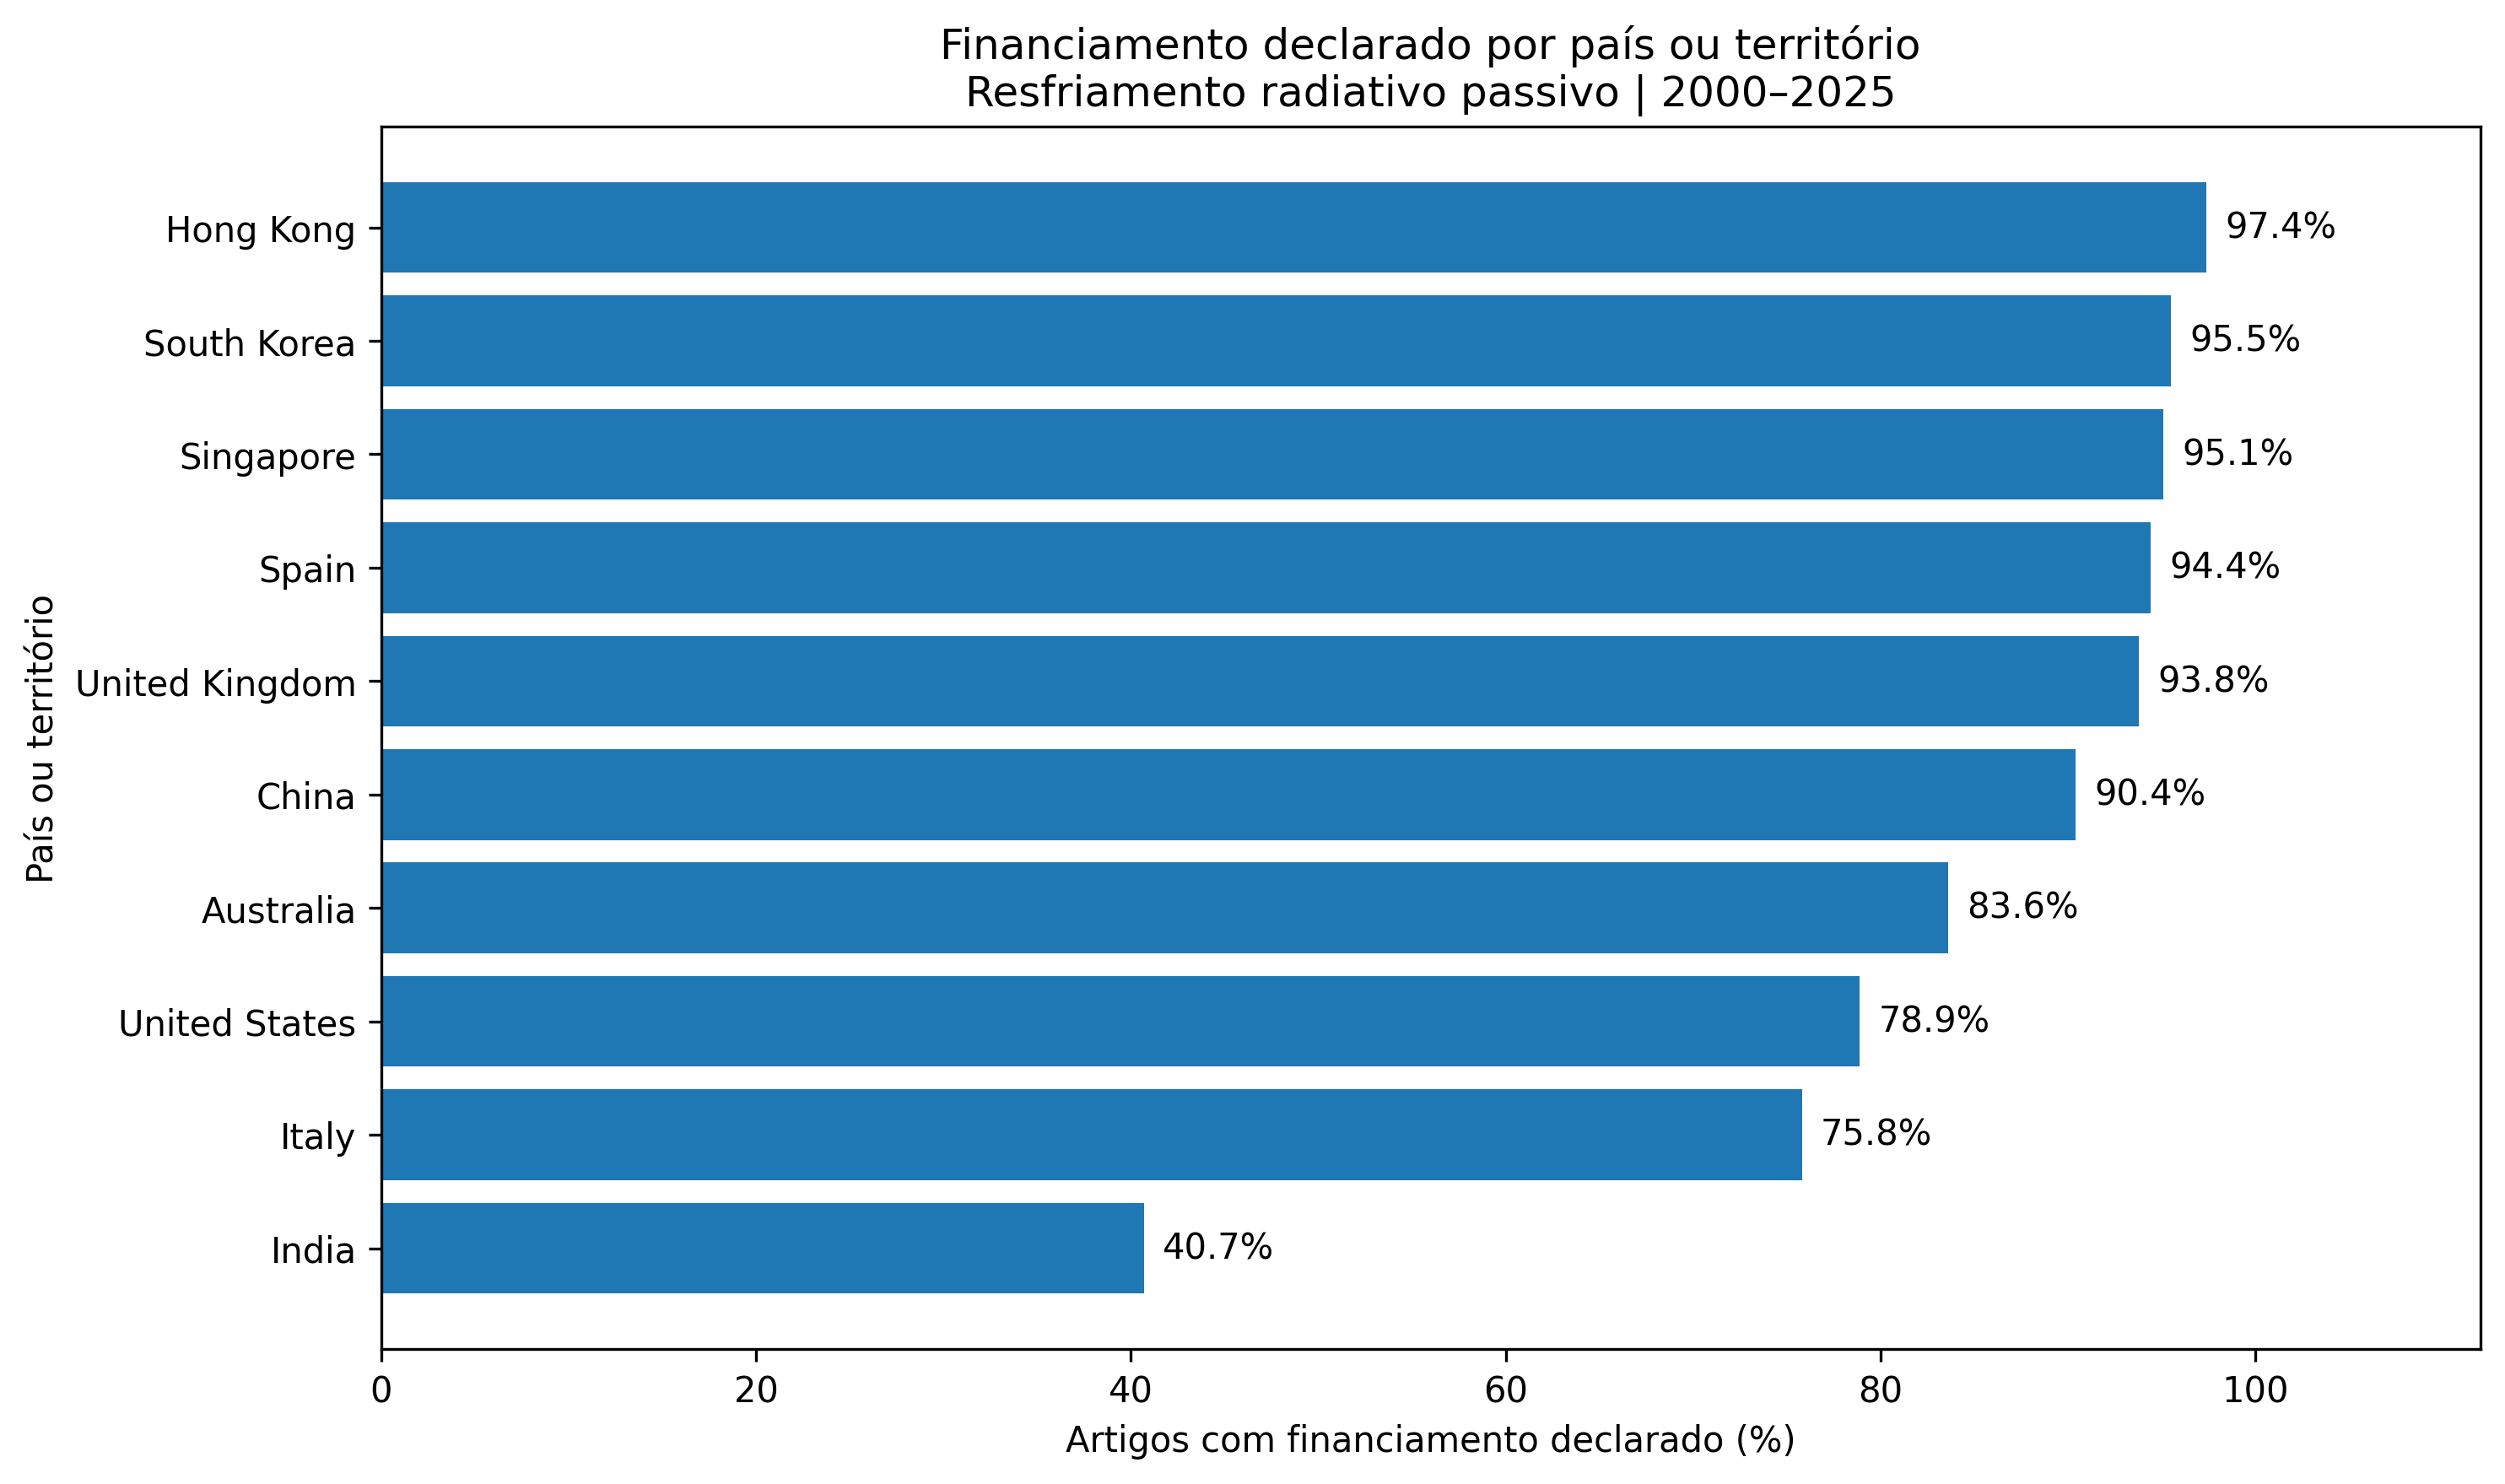 Financiamento declarado por país ou território
Resfriamento radiativo passivo | 2000–2025
País ou território
Hong Kong 97.4%
South Korea 95.5%
Singapore 95.1%
Spain 94.4%
United Kingdom 93.8%
China 90.4%
Australia 83.6%
United States 78.9%
Italy 75.8%
India 40.7%
0 20 40 60 80 100
Artigos com financiamento declarado (%)